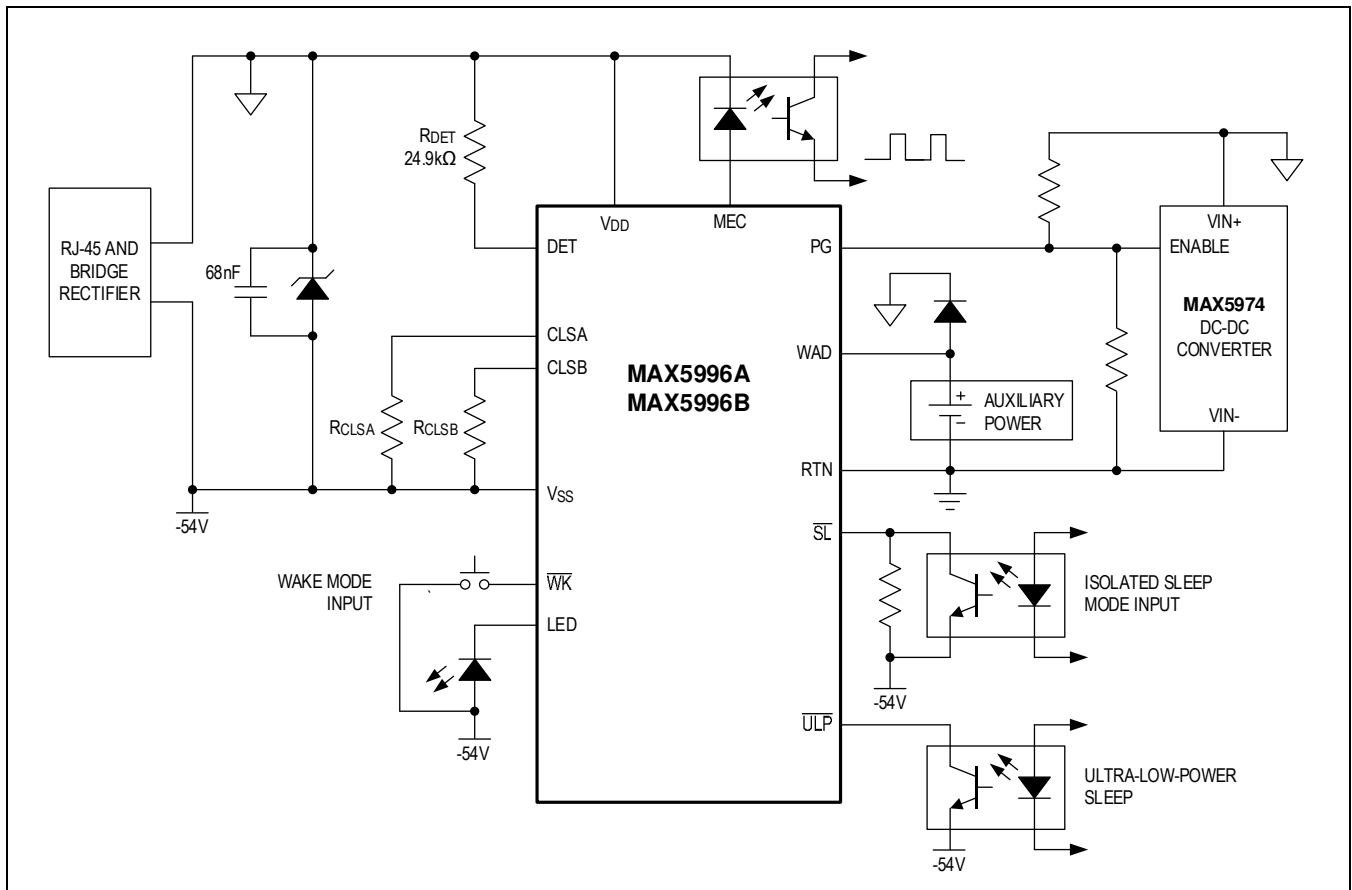 RJ-45 AND
BRIDGE
RECTIFIER
68nF
RDET
24.9kΩ
VDD
MEC
DET
CLSA
CLSB
RCLSA
RCLSB
VSS
-54V
WAKE MODE
INPUT
WK
LED
-54V
MAX5996A
MAX5996B
PG
WAD
RTN
SL
ULP
+
-
AUXILIARY
POWER
VIN+
ENABLE
MAX5974
DC-DC
CONVERTER
VIN-
ISOLATED SLEEP
MODE INPUT
-54V
ULTRA-LOW-POWER
SLEEP
-54V